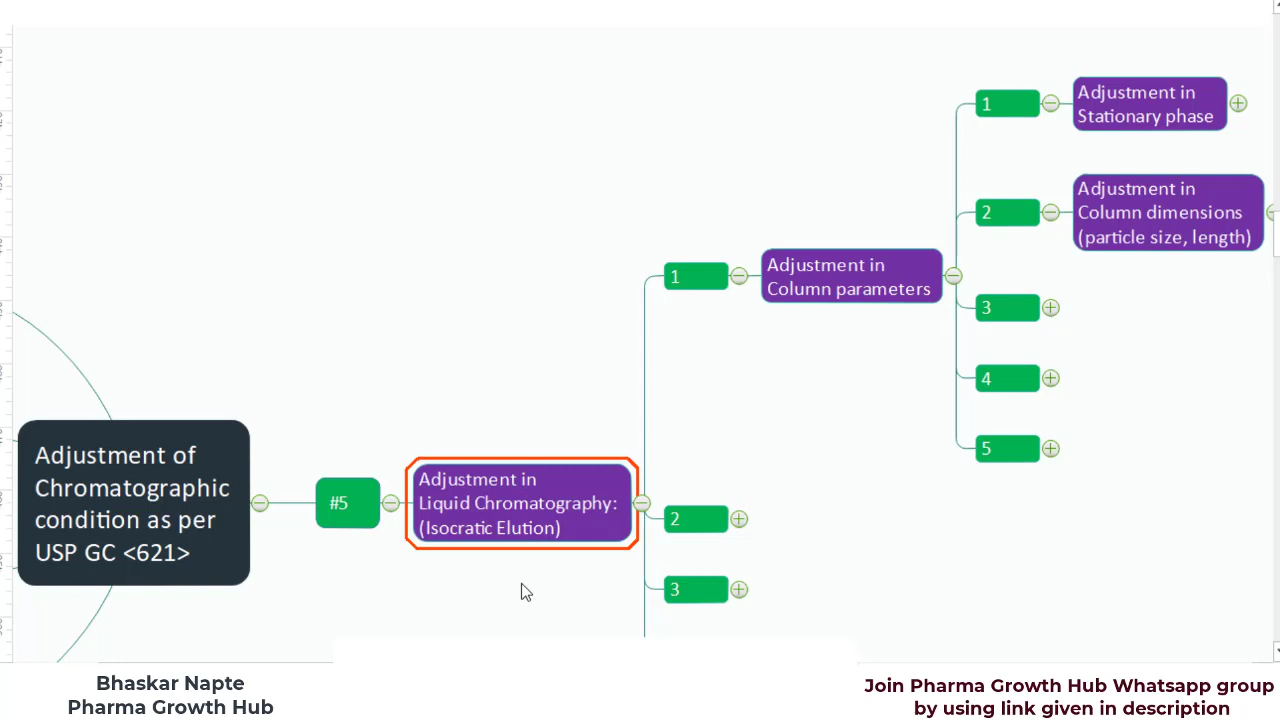 Adjustment of
Chromatographic
condition as per
USP GC <621>
#5
Adjustment in
Liquid Chromatography:
(Isocratic Elution)
1
Adjustment in
Column parameters
1
Adjustment in
Stationary phase
2
Adjustment in
Column dimensions
(particle size, length)
3
4
5
2
3
Bhaskar Napte
Pharma Growth Hub
Join Pharma Growth Hub Whatsapp group
by using link given in description